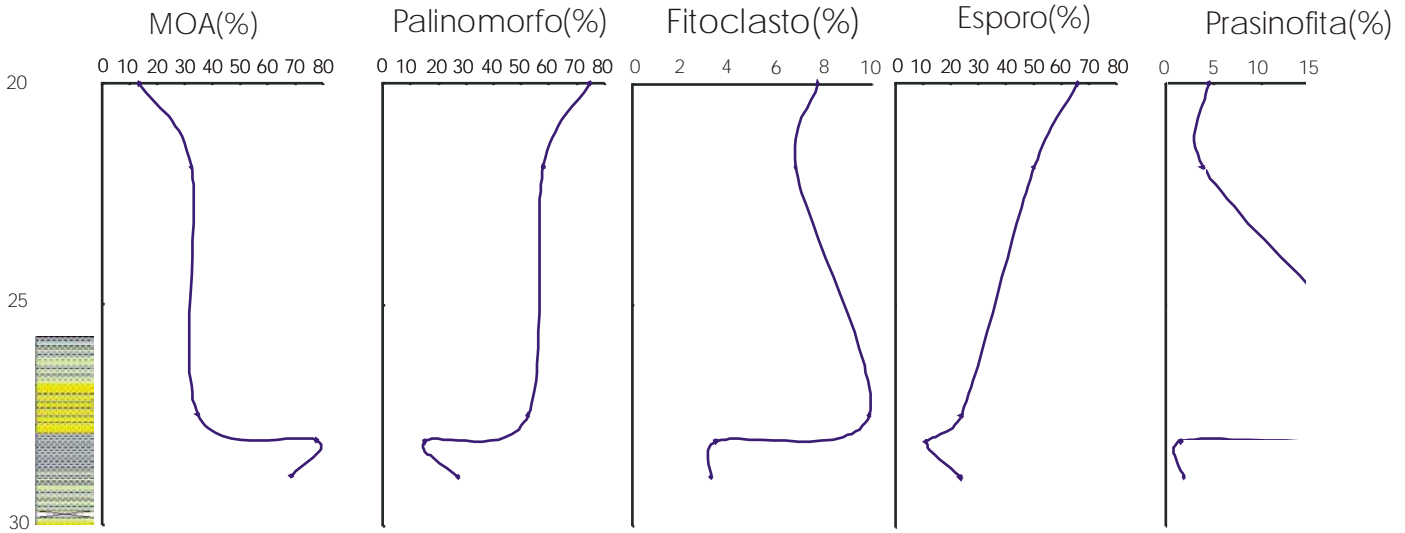 MOA(%) Palinomorfo(%) Fitoclasto(%) Esporo(%) Prasinofita(%)
0 10 20 30 40 50 60 70 80 0 10 20 30 40 50 60 70 80 0 2 4 6 8 10 0 10 20 30 40 50 60 70 80 0 5 10 15
20
25
30